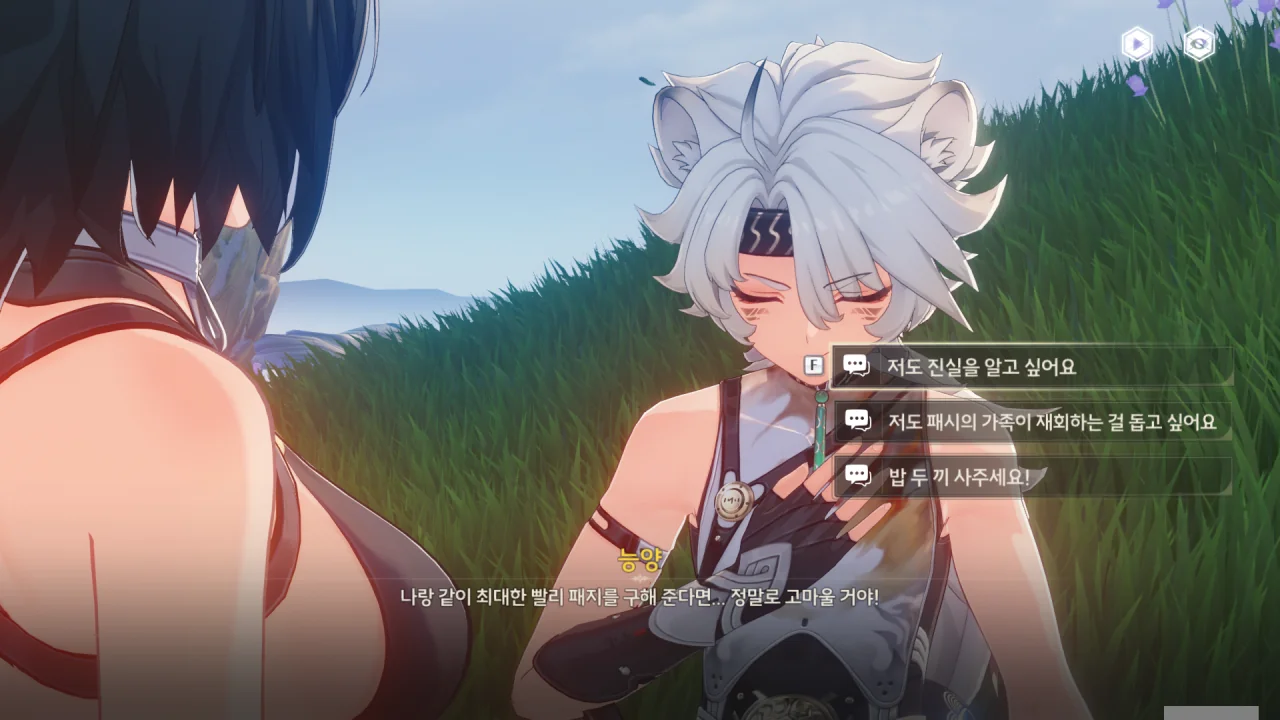 F
저도 진실을 알고 싶어요
저도 패시의 가족이 재회하는 걸 돕고 싶어요
밥 두 끼 사주세요!
능양
나랑 같이 최대한 빨리 패지를 구해 준다면... 정말로 고마울 거야!